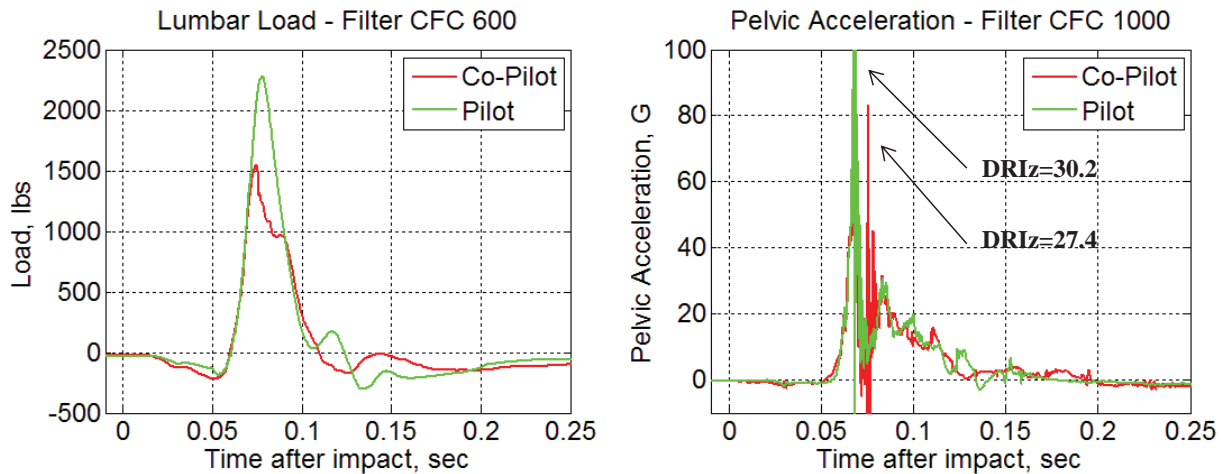 Lumbar Load - Filter CFC 600
2500
2000
1500
1000
500
0
-500
Load, lbs
Co-Pilot
Pilot
0 0.05 0.1 0.15 0.2 0.25
Time after impact, sec
Pelvic Acceleration - Filter CFC 1000
100
80
60
40
20
0
Pelvic Acceleration, G
Co-Pilot
Pilot
DRIz=30.2
DRIz=27.4
0 0.05 0.1 0.15 0.2 0.25
Time after impact, sec